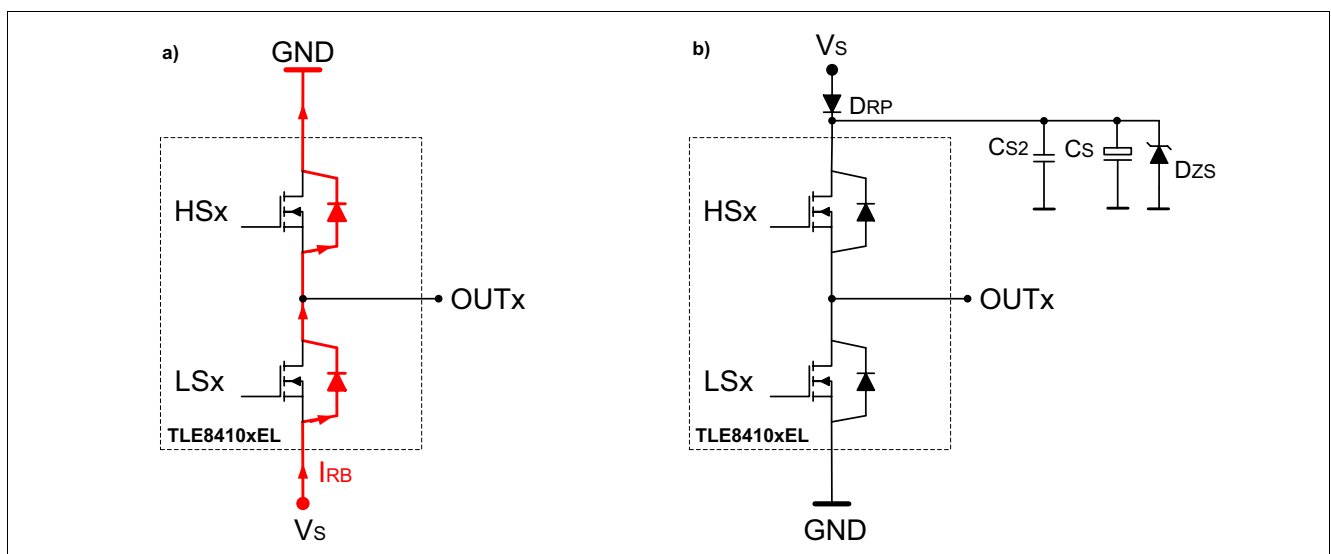 a)
GND
HSx
OUTx
LSx
TLE8410xEL
IRB
VS
b)
VS
DRP
CS2
CS
DZS
HSx
OUTx
LSx
TLE8410xEL
GND